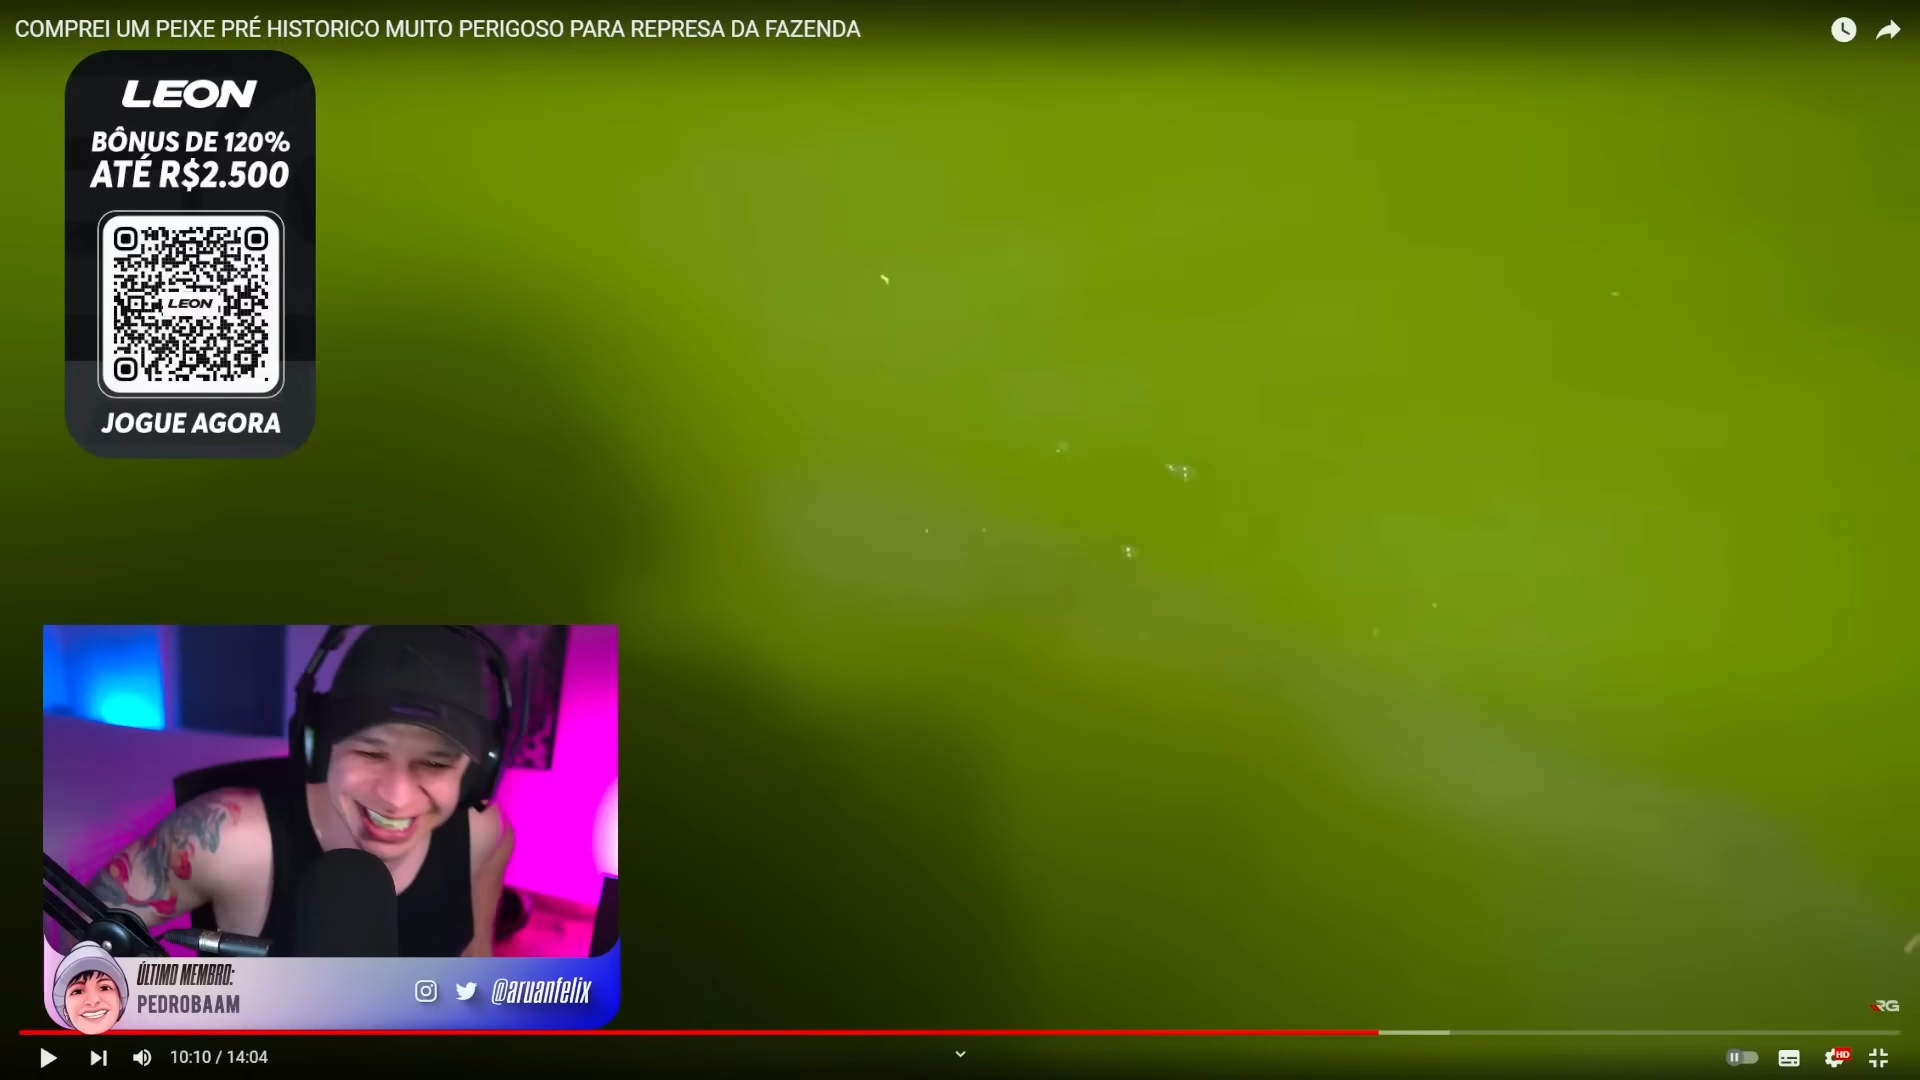 COMPREI UM PEIXE PRÉ HISTORICO MUITO PERIGOSO PARA REPRESA DA FAZENDA
LEON
BÔNUS DE 120%
ATÉ R$2.500
LEON
JOGUE AGORA
ÚLTIMO MEMBRO:
PEDROBAAM
@aruanfelix
RG
10:10 / 14:04
HD